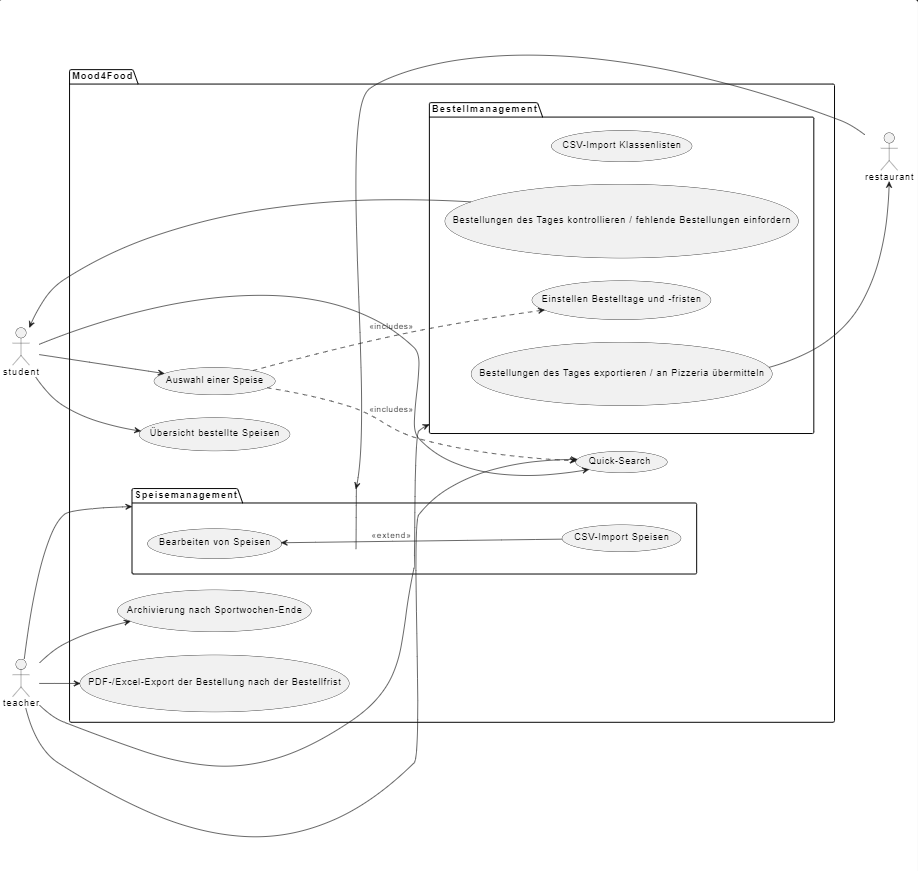 Mood4Food
Bestellmanagement
CSV-Import Klassenlisten
restaurant
Bestellungen des Tages kontrollieren / fehlende Bestellungen einfordern
Einstellen Bestelltage und -fristen
«includes»
student
Auswahl einer Speise
Bestellungen des Tages exportieren / an Pizzeria übermitteln
«includes»
Übersicht bestellte Speisen
Quick-Search
Speisemanagement
Bearbeiten von Speisen
«extend»
CSV-Import Speisen
Archivierung nach Sportwochen-Ende
PDF-/Excel-Export der Bestellung nach der Bestellfrist
teacher